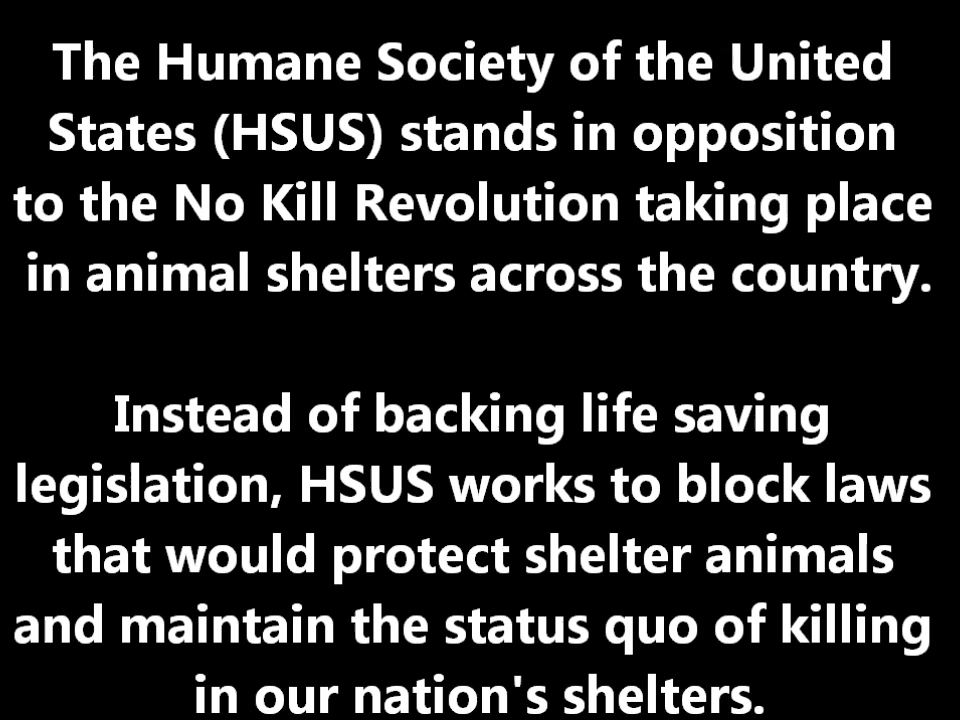 The Humane Society of the United
States (HSUS) stands in opposition
to the No Kill Revolution taking place
in animal shelters across the country.
Instead of backing life saving
legislation, HSUS works to block laws
that would protect shelter animals
and maintain the status quo of killing
in our nation's shelters.